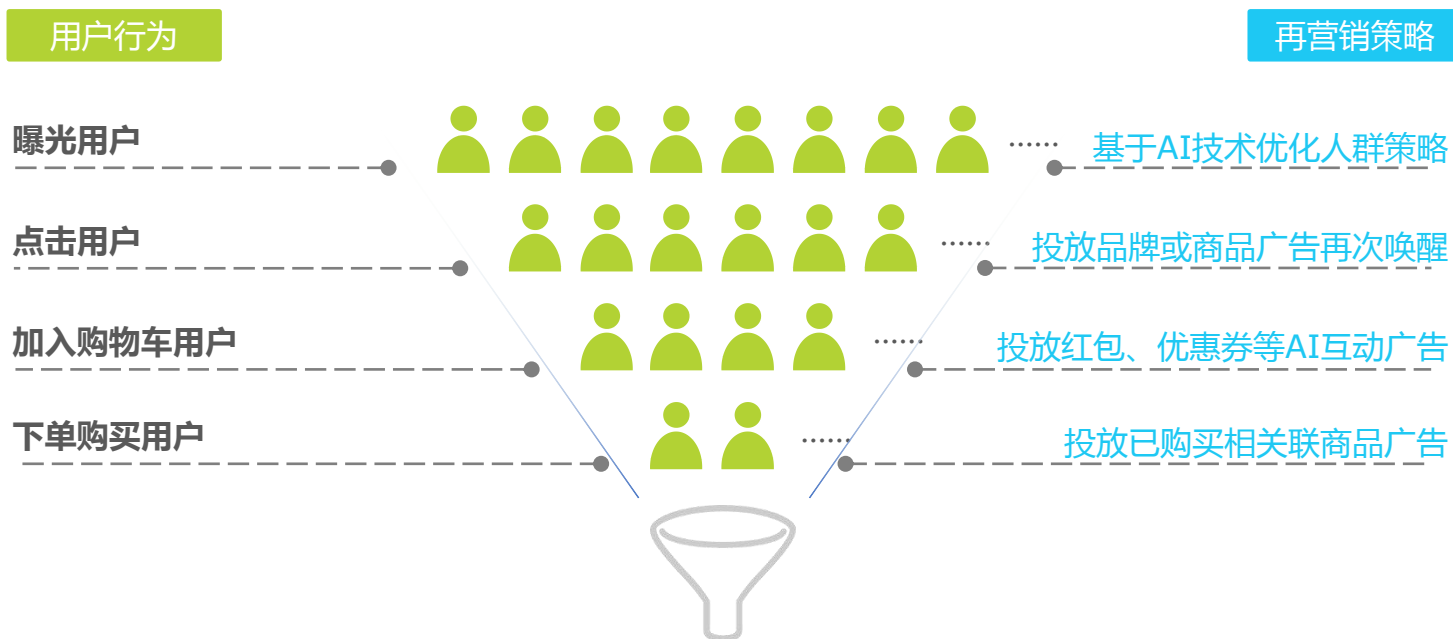 用户行为
再营销策略
曝光用户
······
基于AI技术优化人群策略
点击用户
······
投放品牌或商品广告再次唤醒
加入购物车用户
······
投放红包、优惠券等AI互动广告
下单购买用户
······
投放已购买相关联商品广告